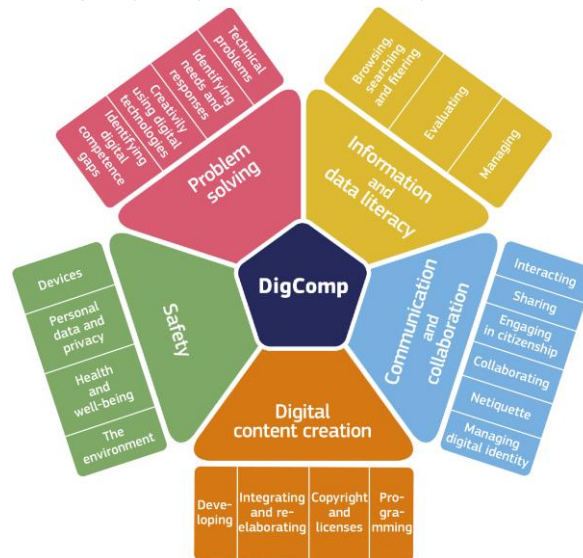 DigComp
Information
and
data literacy
Browsing,
searching
and filtering
Evaluating
Managing
Communication
and
collaboration
Interacting
Sharing
Engaging
in citizenship
Collaborating
Netiquette
Managing
digital identity
Digital
content creation
Deve-
loping
Integrating
and re-
elaborating
Copyright
and
licenses
Pro-
gra-
mming
Safety
Devices
Personal
data and
privacy
Health
and
well-being
The
environment
Problem
solving
Technical
problems
Identifying
needs and
responses
Creativity
using digital
technologies
Identifying
digital
competence
gaps